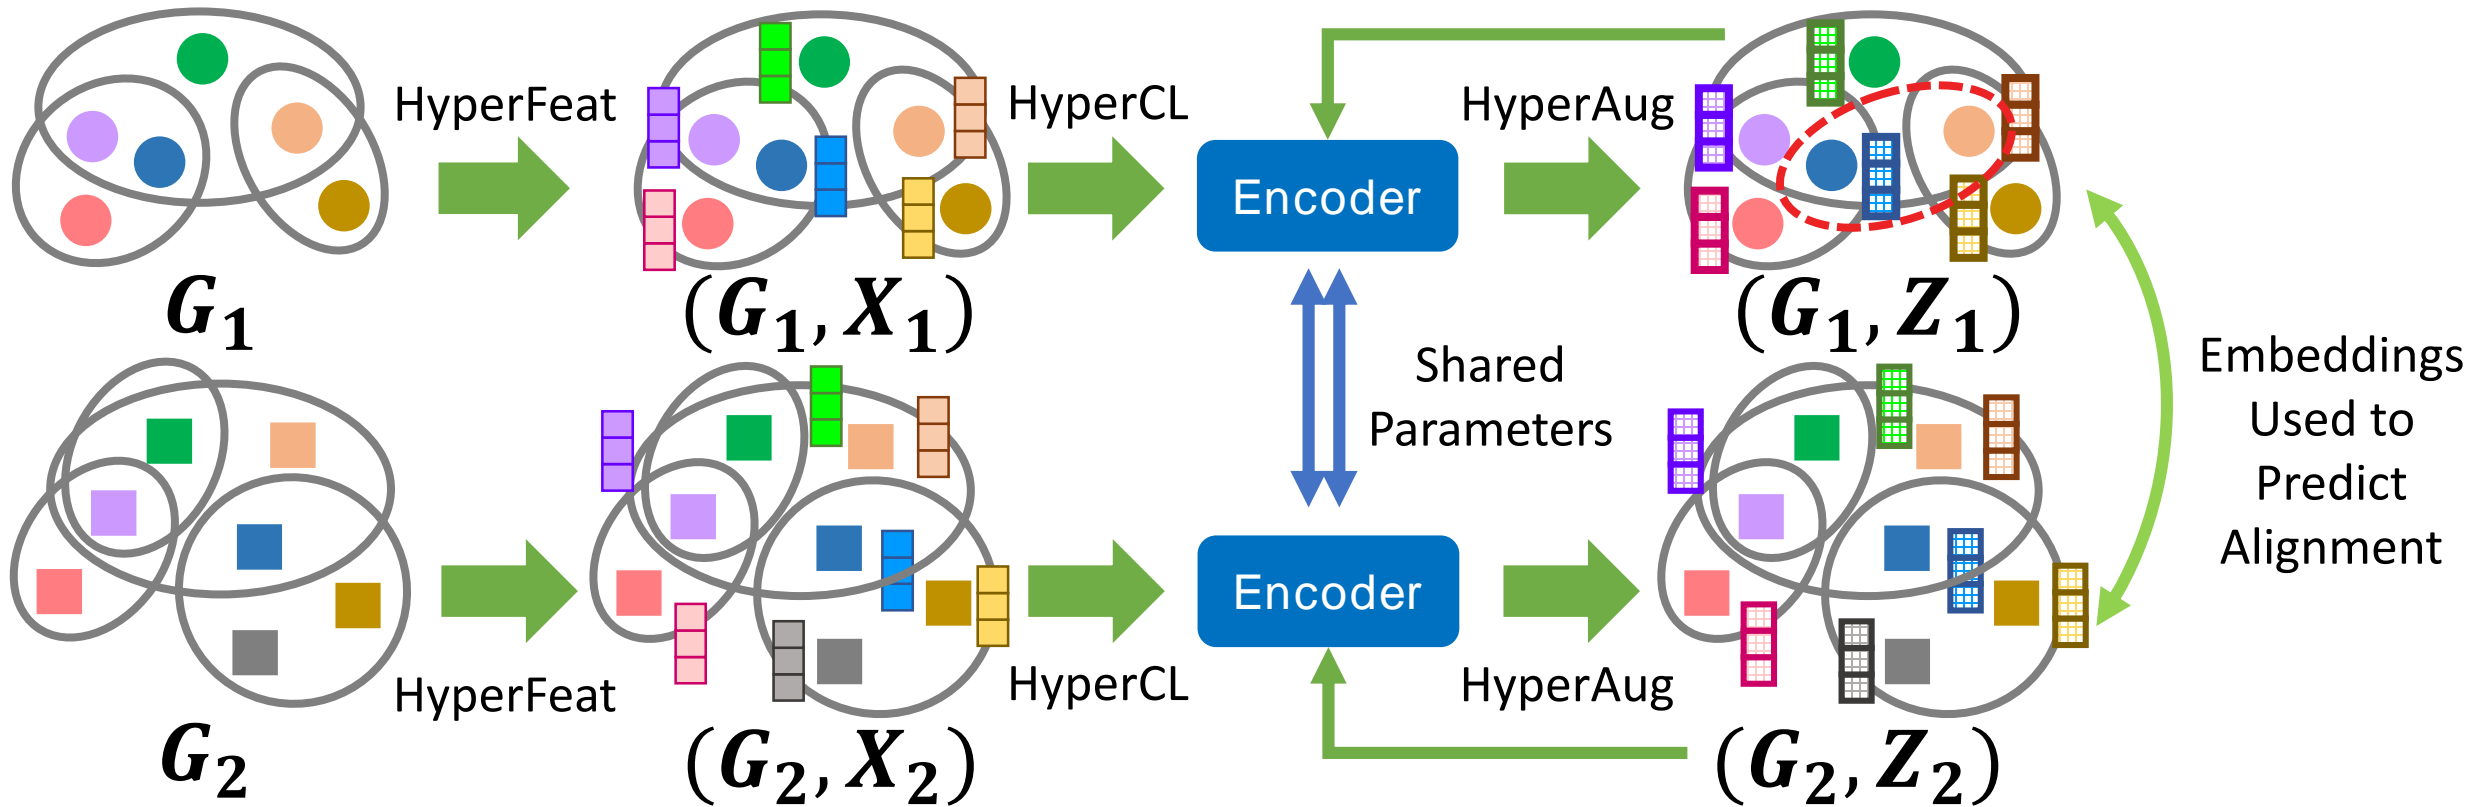 HyperFeat
HyperCL
Encoder
HyperAug
G₁
(G₁, X₁)
(G₁, Z₁)
Shared
Parameters
Embeddings
Used to
Predict
Alignment
Encoder
HyperFeat
HyperCL
HyperAug
G₂
(G₂, X₂)
(G₂, Z₂)